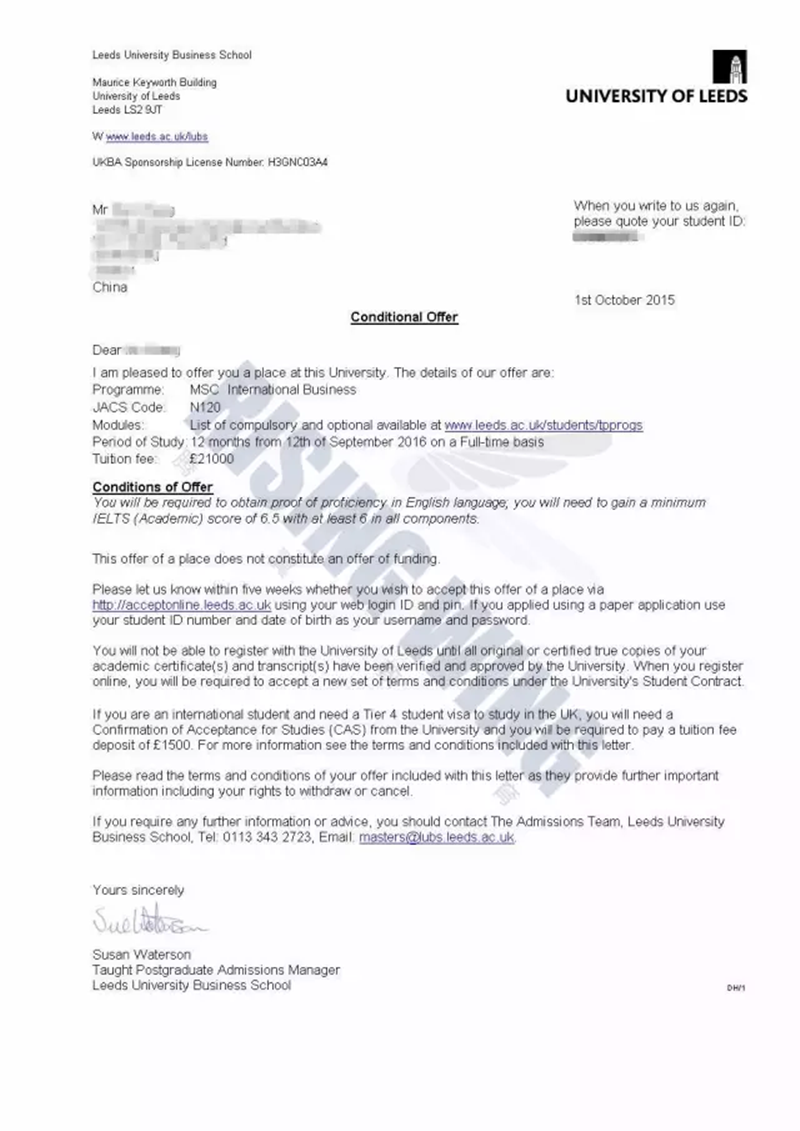 Leeds University Business School
UNIVERSITY OF LEEDS
Maurice Keyworth Building
University of Leeds
Leeds LS2 9JT
W www.leeds.ac.uk/lubs
UKBA Sponsorship License Number: H3GNC03A4
Mr
China
When you write to us again,
please quote your student ID:
1st October 2015
Conditional Offer
Dear
I am pleased to offer you a place at this University. The details of our offer are:
Programme: MSC International Business
JACS Code: N120
Modules: List of compulsory and optional available at www.leeds.ac.uk/students/tpprogs
Period of Study: 12 months from 12th of September 2016 on a Full-time basis
Tuition fee: £21000
Conditions of Offer
You will be required to obtain proof of proficiency in English language; you will need to gain a minimum
IELTS (Academic) score of 6.5 with at least 6 in all components.
This offer of a place does not constitute an offer of funding.
Please let us know within five weeks whether you wish to accept this offer of a place via
http://acceptonline.leeds.ac.uk using your web login ID and pin. If you applied using a paper application use
your student ID number and date of birth as your username and password.
You will not be able to register with the University of Leeds until all original or certified true copies of your
academic certificate(s) and transcript(s) have been verified and approved by the University. When you register
online, you will be required to accept a new set of terms and conditions under the University's Student Contract.
If you are an international student and need a Tier 4 student visa to study in the UK, you will need a
Confirmation of Acceptance for Studies (CAS) from the University and you will be required to pay a tuition fee
deposit of £1500. For more information see the terms and conditions included with this letter.
Please read the terms and conditions of your offer included with this letter as they provide further important
information including your rights to withdraw or cancel.
If you require any further information or advice, you should contact The Admissions Team, Leeds University
Business School, Tel: 0113 343 2723, Email: masters@lubs.leeds.ac.uk.
Yours sincerely
Susan Waterson
Taught Postgraduate Admissions Manager
Leeds University Business School
DH/1
RISING WING